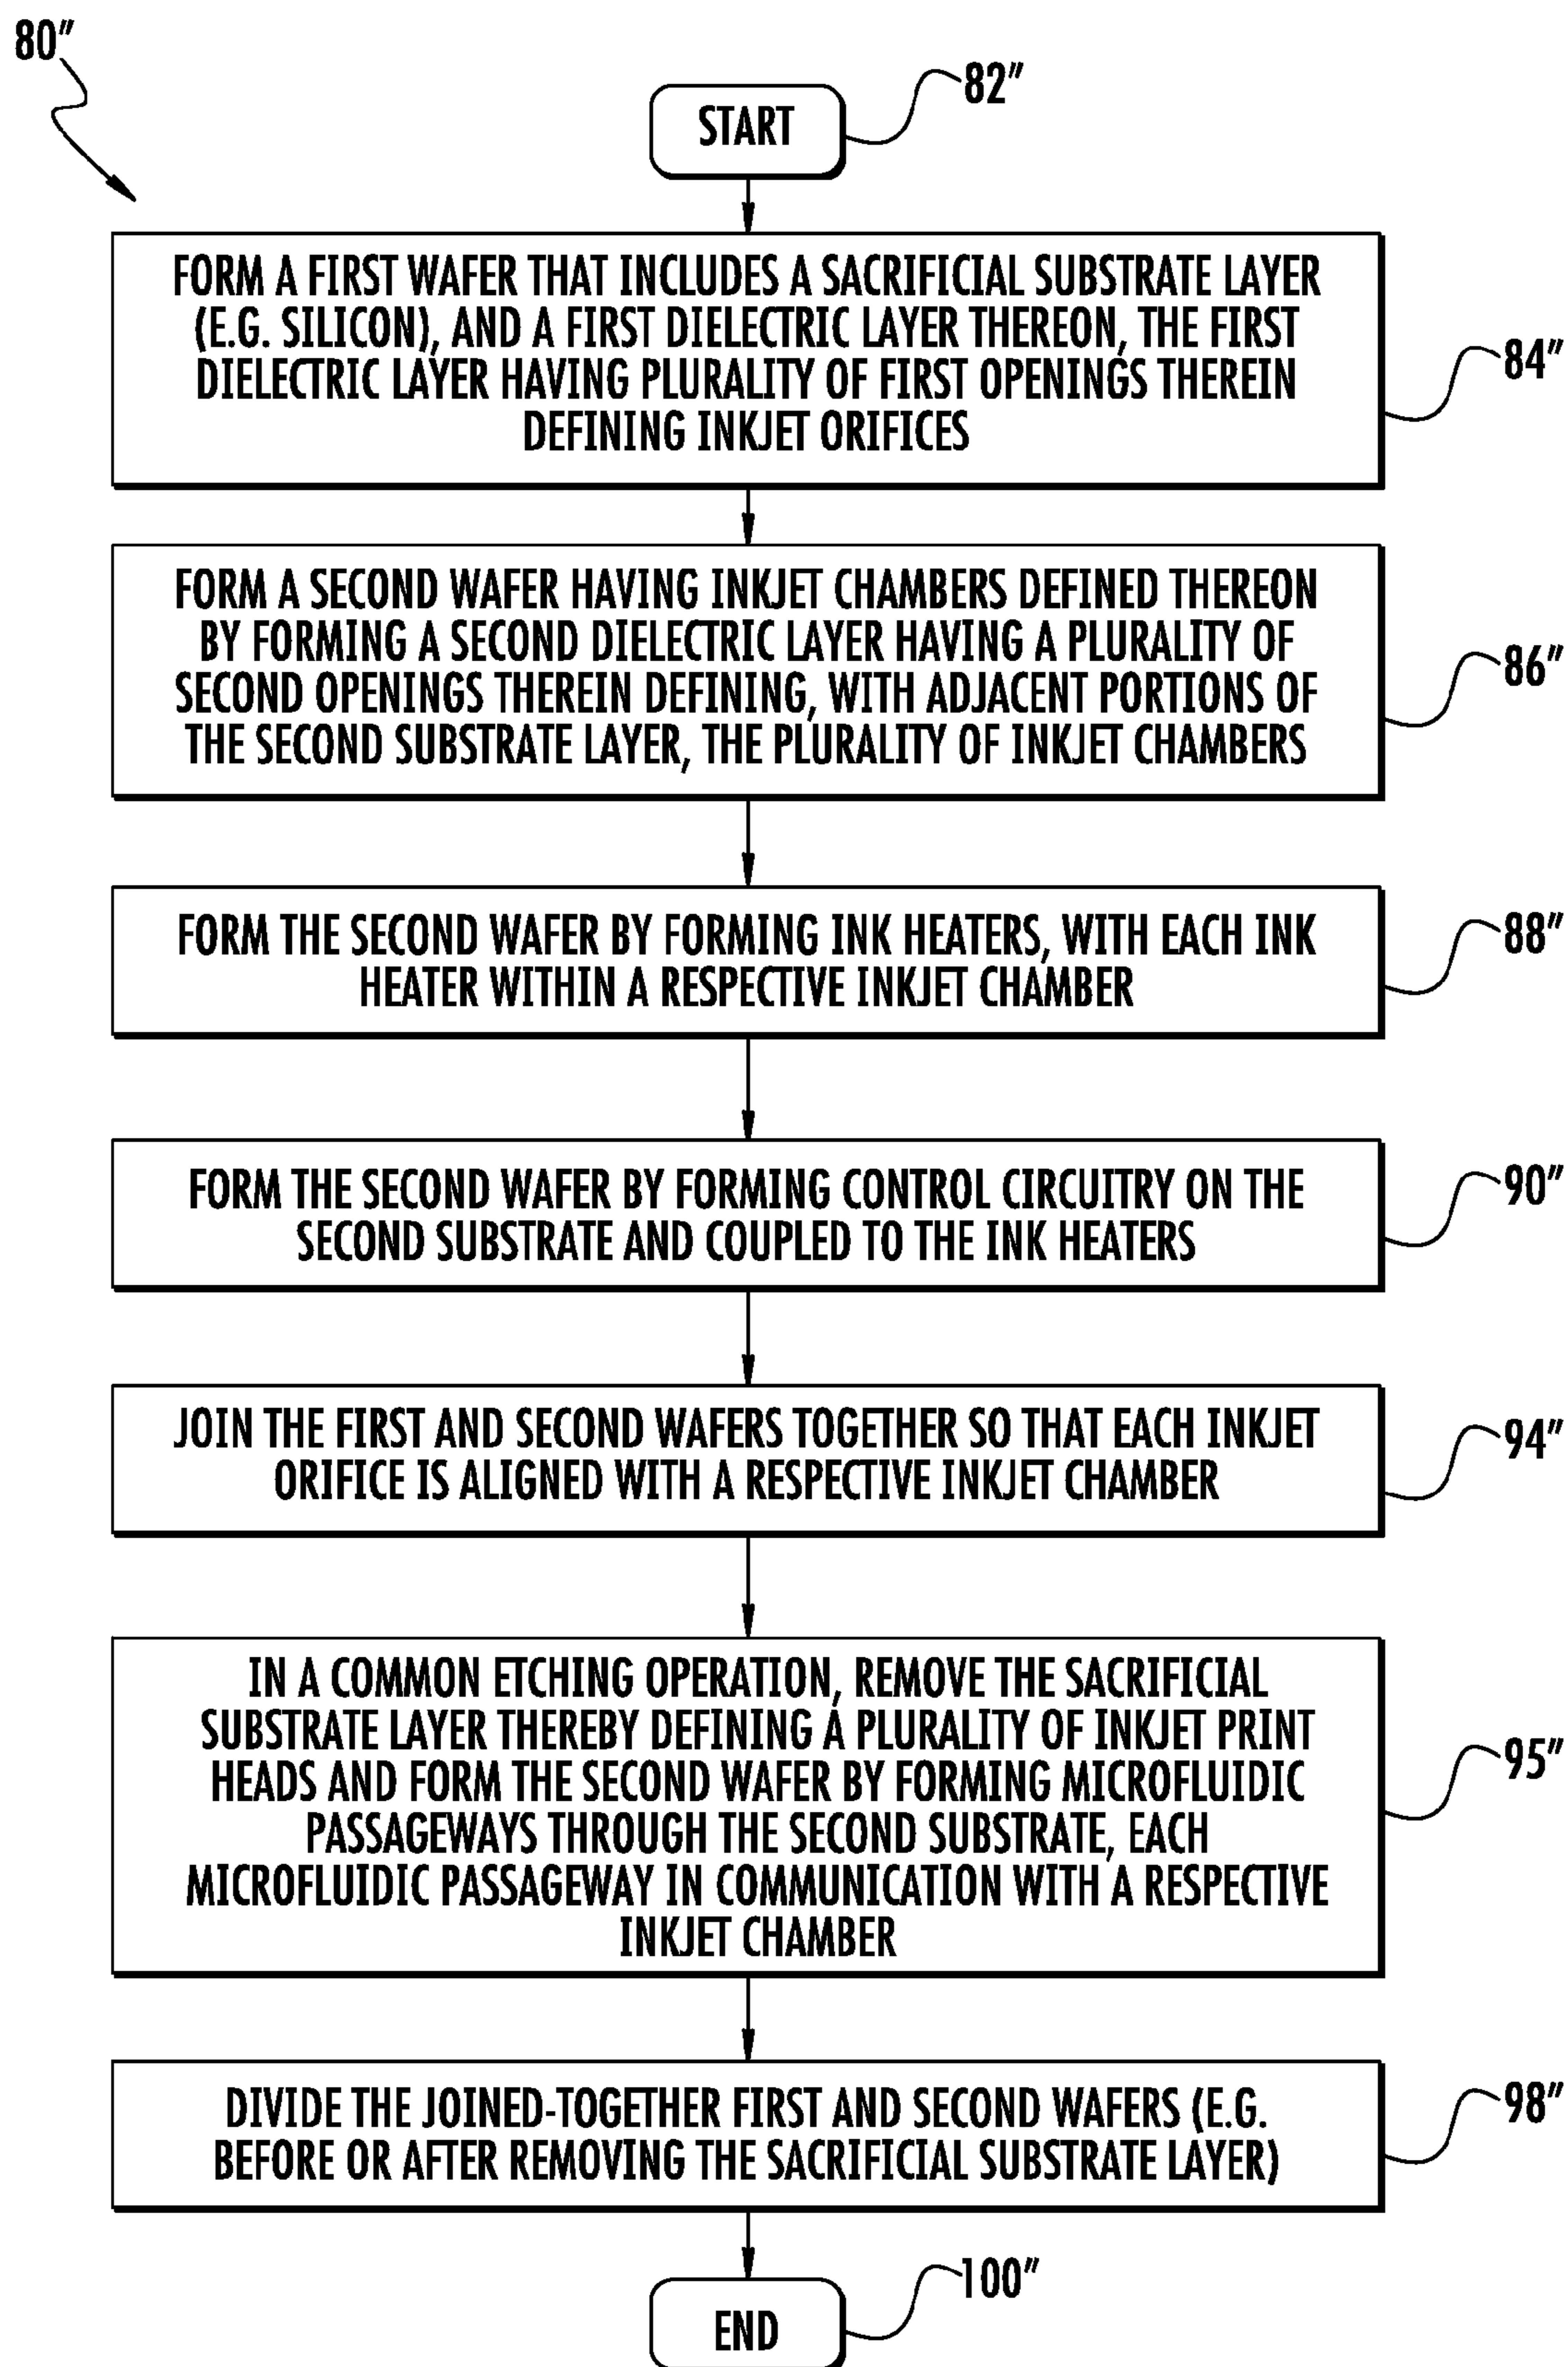 80"
82"
START
FORM A FIRST WAFER THAT INCLUDES A SACRIFICIAL SUBSTRATE LAYER
(E.G. SILICON), AND A FIRST DIELECTRIC LAYER THEREON, THE FIRST
DIELECTRIC LAYER HAVING PLURALITY OF FIRST OPENINGS THEREIN
DEFINING INKJET ORIFICES
84"
FORM A SECOND WAFER HAVING INKJET CHAMBERS DEFINED THEREON
BY FORMING A SECOND DIELECTRIC LAYER HAVING A PLURALITY OF
SECOND OPENINGS THEREIN DEFINING, WITH ADJACENT PORTIONS OF
THE SECOND SUBSTRATE LAYER, THE PLURALITY OF INKJET CHAMBERS
86"
FORM THE SECOND WAFER BY FORMING INK HEATERS, WITH EACH INK
HEATER WITHIN A RESPECTIVE INKJET CHAMBER
88"
FORM THE SECOND WAFER BY FORMING CONTROL CIRCUITRY ON THE
SECOND SUBSTRATE AND COUPLED TO THE INK HEATERS
90"
JOIN THE FIRST AND SECOND WAFERS TOGETHER SO THAT EACH INKJET
ORIFICE IS ALIGNED WITH A RESPECTIVE INKJET CHAMBER
94"
IN A COMMON ETCHING OPERATION, REMOVE THE SACRIFICIAL
SUBSTRATE LAYER THEREBY DEFINING A PLURALITY OF INKJET PRINT
HEADS AND FORM THE SECOND WAFER BY FORMING MICROFLUIDIC
PASSAGEWAYS THROUGH THE SECOND SUBSTRATE, EACH
MICROFLUIDIC PASSAGEWAY IN COMMUNICATION WITH A RESPECTIVE
INKJET CHAMBER
95"
DIVIDE THE JOINED-TOGETHER FIRST AND SECOND WAFERS (E.G.
BEFORE OR AFTER REMOVING THE SACRIFICIAL SUBSTRATE LAYER)
98"
100"
END